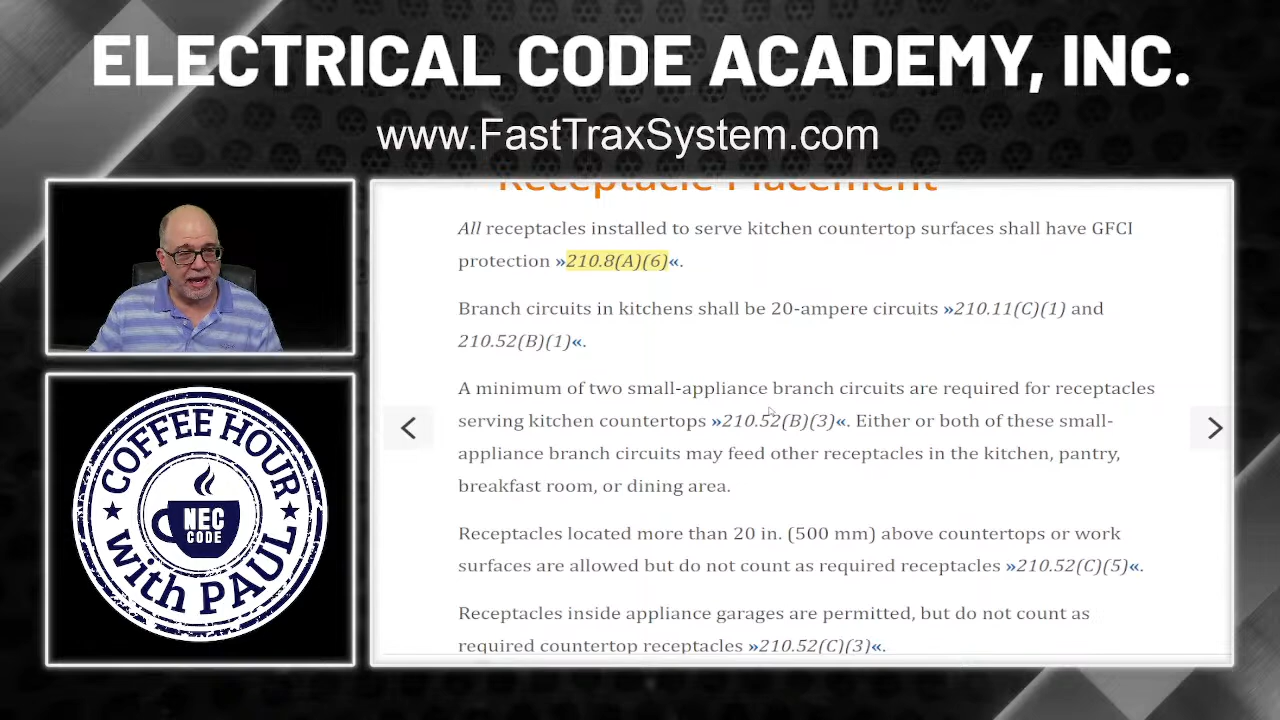 ELECTRICAL CODE ACADEMY, INC.
www.FastTraxSystem.com
Receptacle Placement
All receptacles installed to serve kitchen countertop surfaces shall have GFCI
protection »210.8(A)(6)«.
Branch circuits in kitchens shall be 20-ampere circuits »210.11(C)(1) and
210.52(B)(1)«.
A minimum of two small-appliance branch circuits are required for receptacles
serving kitchen countertops »210.52(B)(3)«. Either or both of these small-
appliance branch circuits may feed other receptacles in the kitchen, pantry,
breakfast room, or dining area.
Receptacles located more than 20 in. (500 mm) above countertops or work
surfaces are allowed but do not count as required receptacles »210.52(C)(5)«.
Receptacles inside appliance garages are permitted, but do not count as
required countertop receptacles »210.52(C)(3)«.
COFFEE HOUR
NEC
CODE
with PAUL